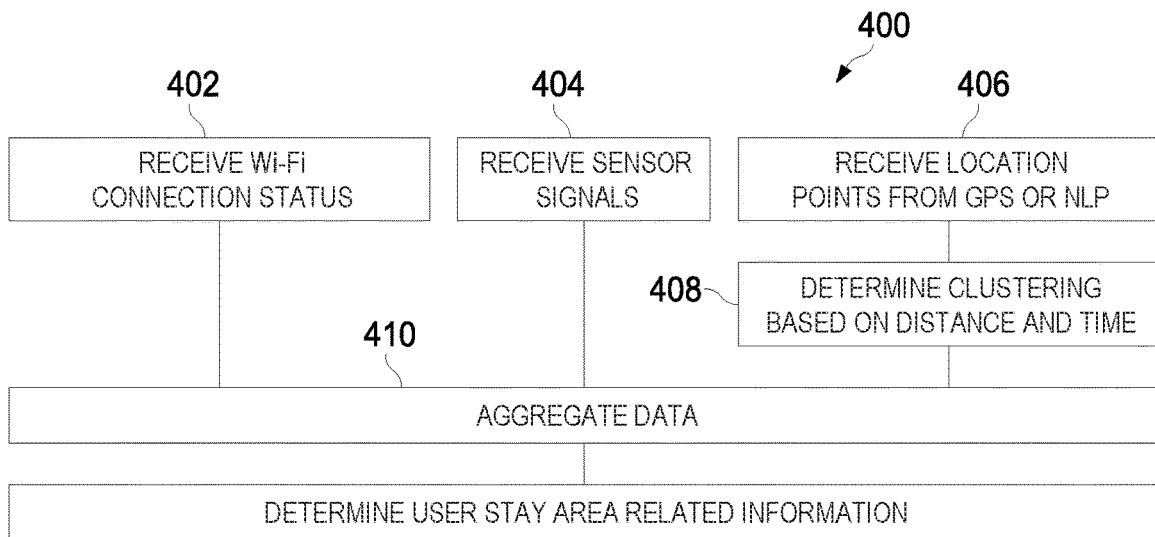 400
402
404
406
RECEIVE Wi-Fi
CONNECTION STATUS
RECEIVE SENSOR
SIGNALS
RECEIVE LOCATION
POINTS FROM GPS OR NLP
408
DETERMINE CLUSTERING
BASED ON DISTANCE AND TIME
410
AGGREGATE DATA
DETERMINE USER STAY AREA RELATED INFORMATION